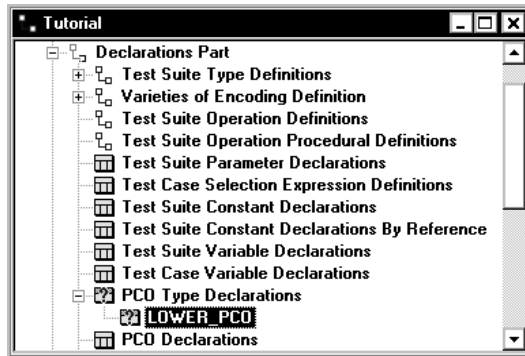 Tutorial
Declarations Part
Test Suite Type Definitions
Varieties of Encoding Definition
Test Suite Operation Definitions
Test Suite Operation Procedural Definitions
Test Suite Parameter Declarations
Test Case Selection Expression Definitions
Test Suite Constant Declarations
Test Suite Constant Declarations By Reference
Test Suite Variable Declarations
Test Case Variable Declarations
PCO Type Declarations
LOWER_PCO
PCO Declarations